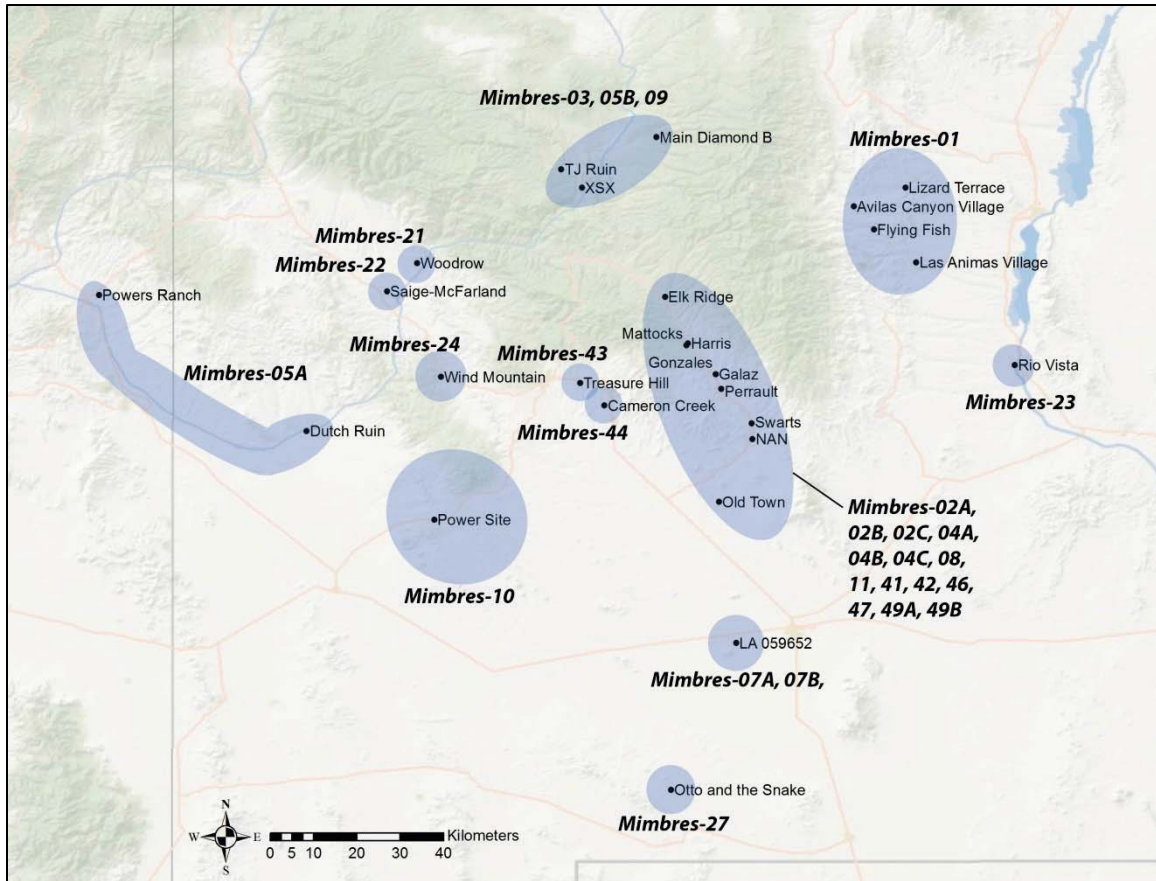 Mimbres-03, 05B, 09
Main Diamond B
TJ Ruin
XSX
Mimbres-01
Lizard Terrace
Avilas Canyon Village
Flying Fish
Las Animas Village
Mimbres-21
Woodrow
Mimbres-22
Saige-McFarland
Powers Ranch
Elk Ridge
Mattocks
Harris
Gonzales
Galaz
Perrault
Swarts
NAN
Old Town
Mimbres-24
Wind Mountain
Mimbres-43
Treasure Hill
Cameron Creek
Mimbres-44
Rio Vista
Mimbres-23
Mimbres-05A
Dutch Ruin
Power Site
Mimbres-10
Mimbres-02A,
02B, 02C, 04A,
04B, 04C, 08,
11, 41, 42, 46,
47, 49A, 49B
LA 059652
Mimbres-07A, 07B,
Otto and the Snake
Mimbres-27
N
W E
S
Kilometers
0 5 10 20 30 40